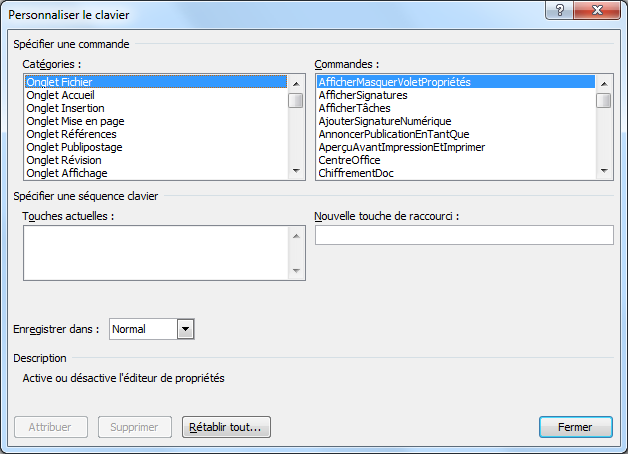 Personnaliser le clavier
Spécifier une commande
Catégories :
Commandes :
Onglet Fichier
Onglet Accueil
Onglet Insertion
Onglet Mise en page
Onglet Références
Onglet Publipostage
Onglet Révision
Onglet Affichage
AfficherMasquerVoletPropriétés
AfficherSignatures
AfficherTâches
AjouterSignatureNumérique
AnnoncerPublicationEnTantQue
AperçuAvantImpressionEtImprimer
CentreOffice
ChiffrementDoc
Spécifier une séquence clavier
Touches actuelles :
Nouvelle touche de raccourci :
Enregistrer dans :
Normal
Description
Active ou désactive l'éditeur de propriétés
Attribuer
Supprimer
Rétablir tout...
Fermer